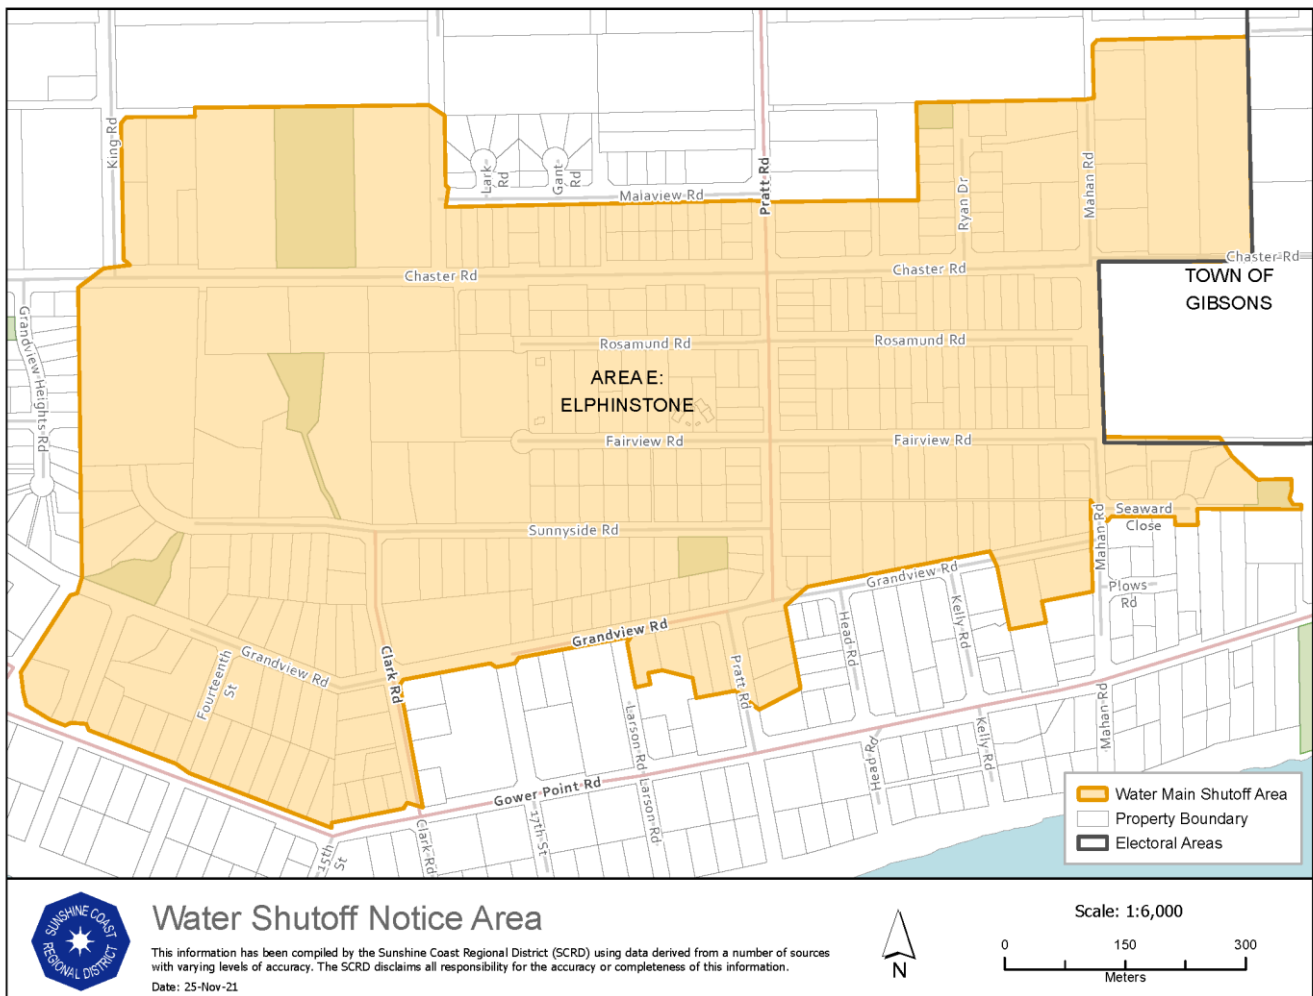 King Rd
Lark
Rd
Gant
Rd
Malaview Rd
Pratt Rd
Ryan Dr
Mahan Rd
Chaster Rd
Chaster Rd
Chaster Rd
TOWN OF
GIBSONS
Grandview Heights Rd
Rosamund Rd
Rosamund Rd
AREA E:
ELPHINSTONE
Fairview Rd
Fairview Rd
Sunnyside Rd
Seaward
Close
Mahan Rd
Grandview Rd
Plows
Rd
Kelly Rd
Head Rd
Grandview Rd
Grandview Rd
Fourteenth
St
Clark Rd
Pratt Rd
Larson Rd
Mahan Rd
Kelly Rd
Head Rd
Gower Point Rd
Larson Rd
17th St
Clark Rd
15th
St
Water Main Shutoff Area
Property Boundary
Electoral Areas
SUNSHINE COAST
REGIONAL DISTRICT
Water Shutoff Notice Area
This information has been compiled by the Sunshine Coast Regional District (SCRD) using data derived from a number of sources
with varying levels of accuracy. The SCRD disclaims all responsibility for the accuracy or completeness of this information.
Date: 25-Nov-21
N
Scale: 1:6,000
0 150 300
Meters